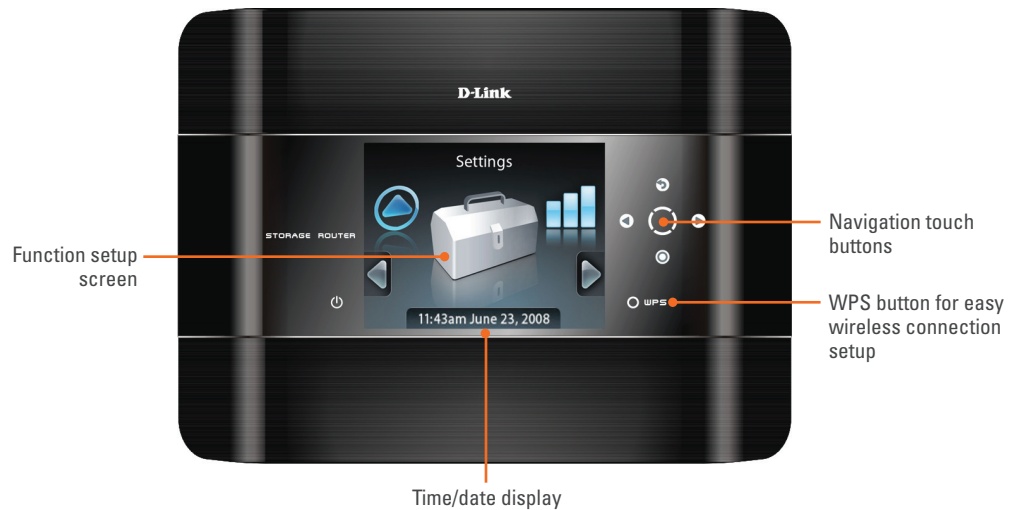 D-Link
Settings
STORAGE ROUTER
11:43am June 23, 2008
WPS
Function setup
screen
Navigation touch
buttons
WPS button for easy
wireless connection
setup
Time/date display